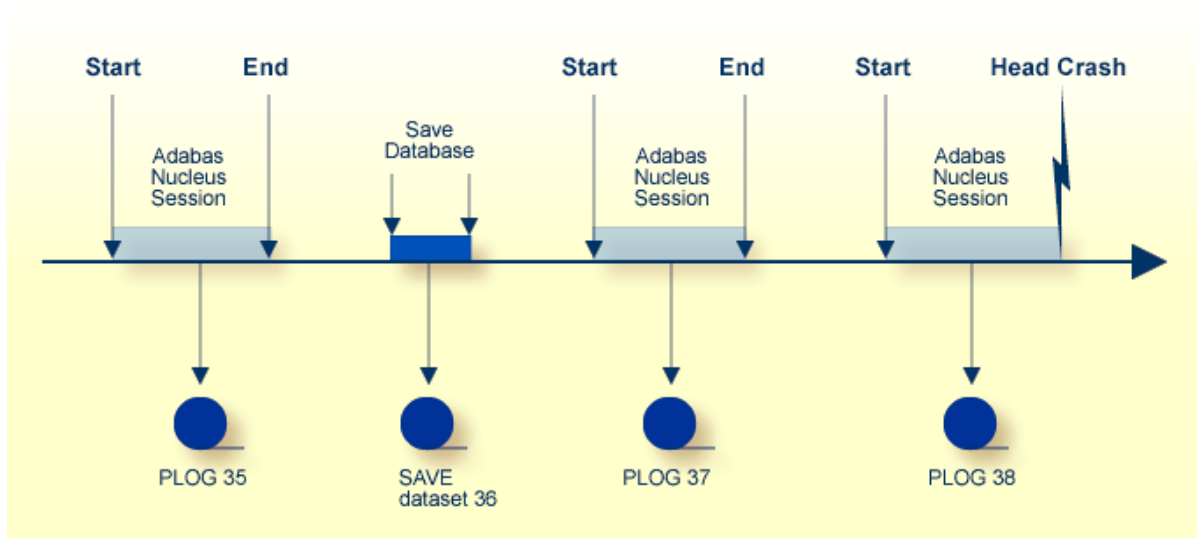 Start
End
Start
End
Start
Head Crash
Adabas
Nucleus
Session
Save
Database
Adabas
Nucleus
Session
Adabas
Nucleus
Session
PLOG 35
SAVE
dataset 36
PLOG 37
PLOG 38